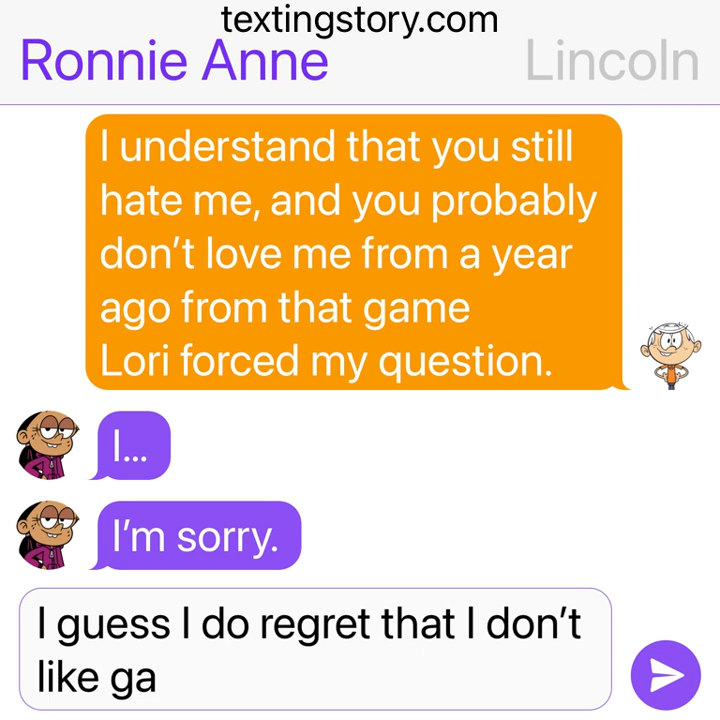 textingstory.com
Ronnie Anne
Lincoln
I understand that you still
hate me, and you probably
don’t love me from a year
ago from that game
Lori forced my question.
I...
I’m sorry.
I guess I do regret that I don’t
like ga